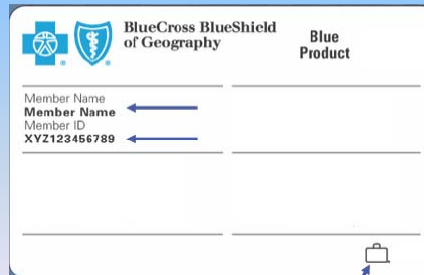 BlueCross BlueShield
of Geography
Blue
Product
Member Name
Member Name
Member ID
XYZ123456789